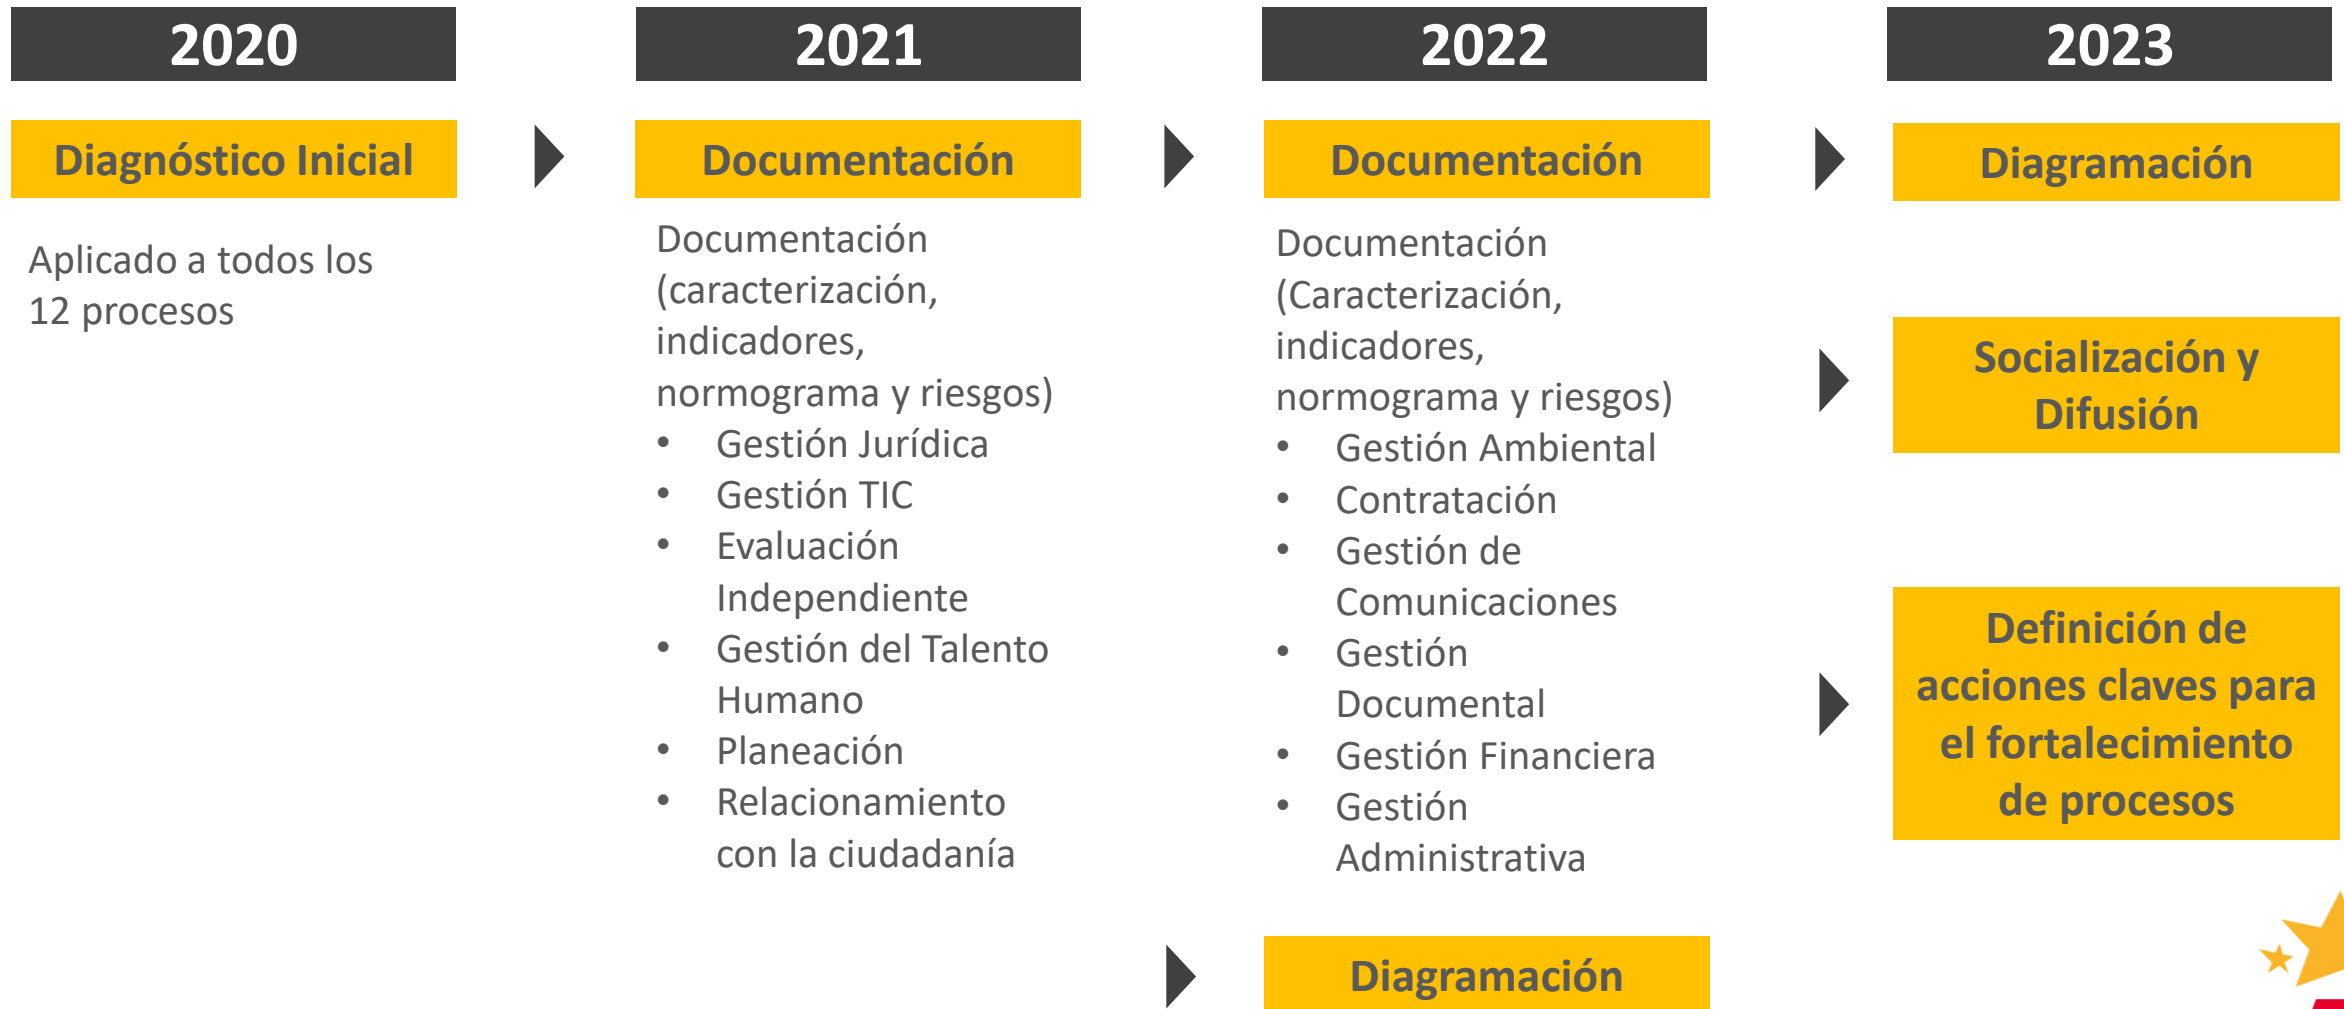 2020
Diagnóstico Inicial
Aplicado a todos los
12 procesos
2021
Documentación
Documentación
(caracterización,
indicadores,
normograma y riesgos)
• Gestión Jurídica
• Gestión TIC
• Evaluación
Independiente
• Gestión del Talento
Humano
• Planeación
• Relacionamiento
con la ciudadanía
2022
Documentación
Documentación
(Caracterización,
indicadores,
normograma y riesgos)
• Gestión Ambiental
• Contratación
• Gestión de
Comunicaciones
• Gestión
Documental
• Gestión Financiera
• Gestión
Administrativa
Diagramación
2023
Diagramación
Socialización y
Difusión
Definición de
acciones claves para
el fortalecimiento
de procesos